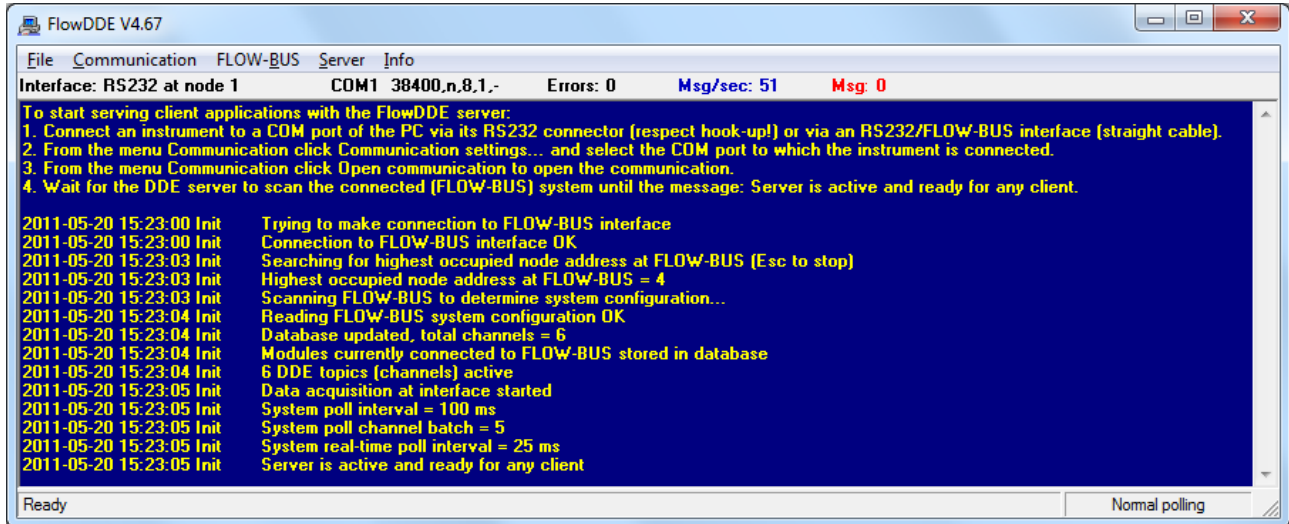 FlowDDE V4.67
File Communication FLOW-BUS Server Info
Interface: RS232 at node 1 COM1 38400,n,8,1,- Errors: 0 Msg/sec: 51 Msg: 0
To start serving client applications with the FlowDDE server:
1. Connect an instrument to a COM port of the PC via its RS232 connector (respect hook-up!) or via an RS232/FLOW-BUS interface (straight cable).
2. From the menu Communication click Communication settings... and select the COM port to which the instrument is connected.
3. From the menu Communication click Open communication to open the communication.
4. Wait for the DDE server to scan the connected (FLOW-BUS) system until the message: Server is active and ready for any client.
2011-05-20 15:23:00 Init Trying to make connection to FLOW-BUS interface
2011-05-20 15:23:00 Init Connection to FLOW-BUS interface OK
2011-05-20 15:23:03 Init Searching for highest occupied node address at FLOW-BUS (Esc to stop)
2011-05-20 15:23:03 Init Highest occupied node address at FLOW-BUS = 4
2011-05-20 15:23:03 Init Scanning FLOW-BUS to determine system configuration...
2011-05-20 15:23:04 Init Reading FLOW-BUS system configuration OK
2011-05-20 15:23:04 Init Database updated, total channels = 6
2011-05-20 15:23:04 Init Modules currently connected to FLOW-BUS stored in database
2011-05-20 15:23:04 Init 6 DDE topics (channels) active
2011-05-20 15:23:05 Init Data acquisition at interface started
2011-05-20 15:23:05 Init System poll interval = 100 ms
2011-05-20 15:23:05 Init System poll channel batch = 5
2011-05-20 15:23:05 Init System real-time poll interval = 25 ms
2011-05-20 15:23:05 Init Server is active and ready for any client
Ready Normal polling